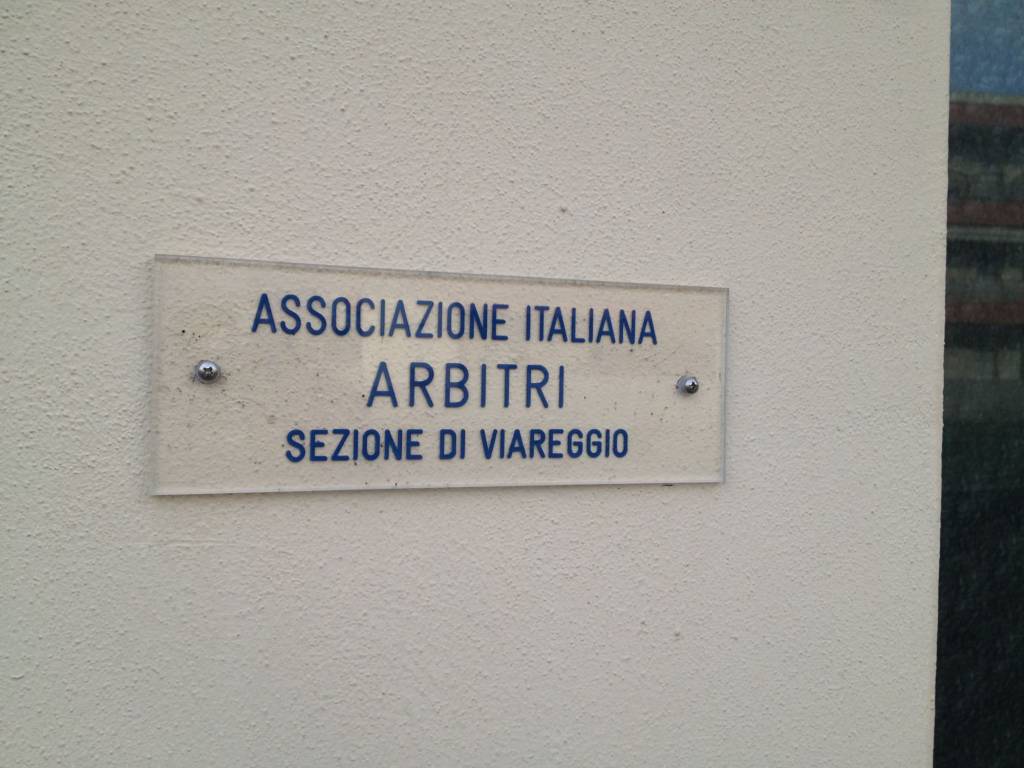 ASSOCIAZIONE ITALIANA
ARBITRI
SEZIONE DI VIAREGGIO